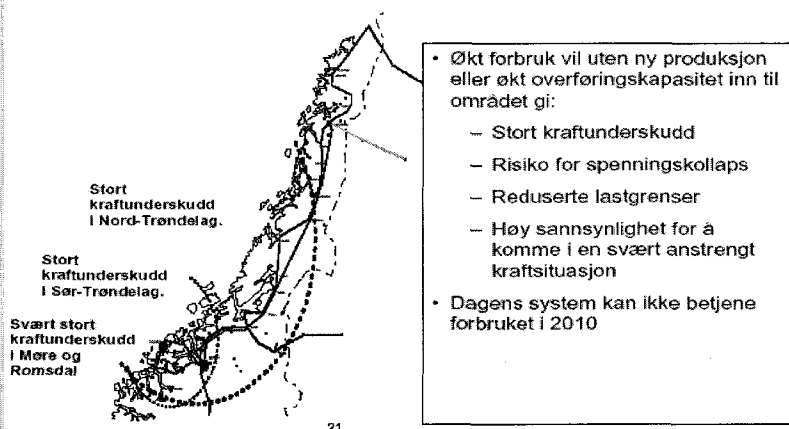 Stort
kraftunderskudd
i Nord-Trøndelag.
Stort
kraftunderskudd
i Sør-Trøndelag.
Svært stort
kraftunderskudd
i Møre og
Romsdal
• Økt forbruk vil uten ny produksjon
eller økt overføringskapasitet inn til
området gi:
– Stort kraftunderskudd
– Risiko for spenningskollaps
– Reduserte lastgrenser
– Høy sannsynlighet for å
komme i en svært anstrengt
kraftsituasjon
• Dagens system kan ikke betjene
forbruket i 2010
21